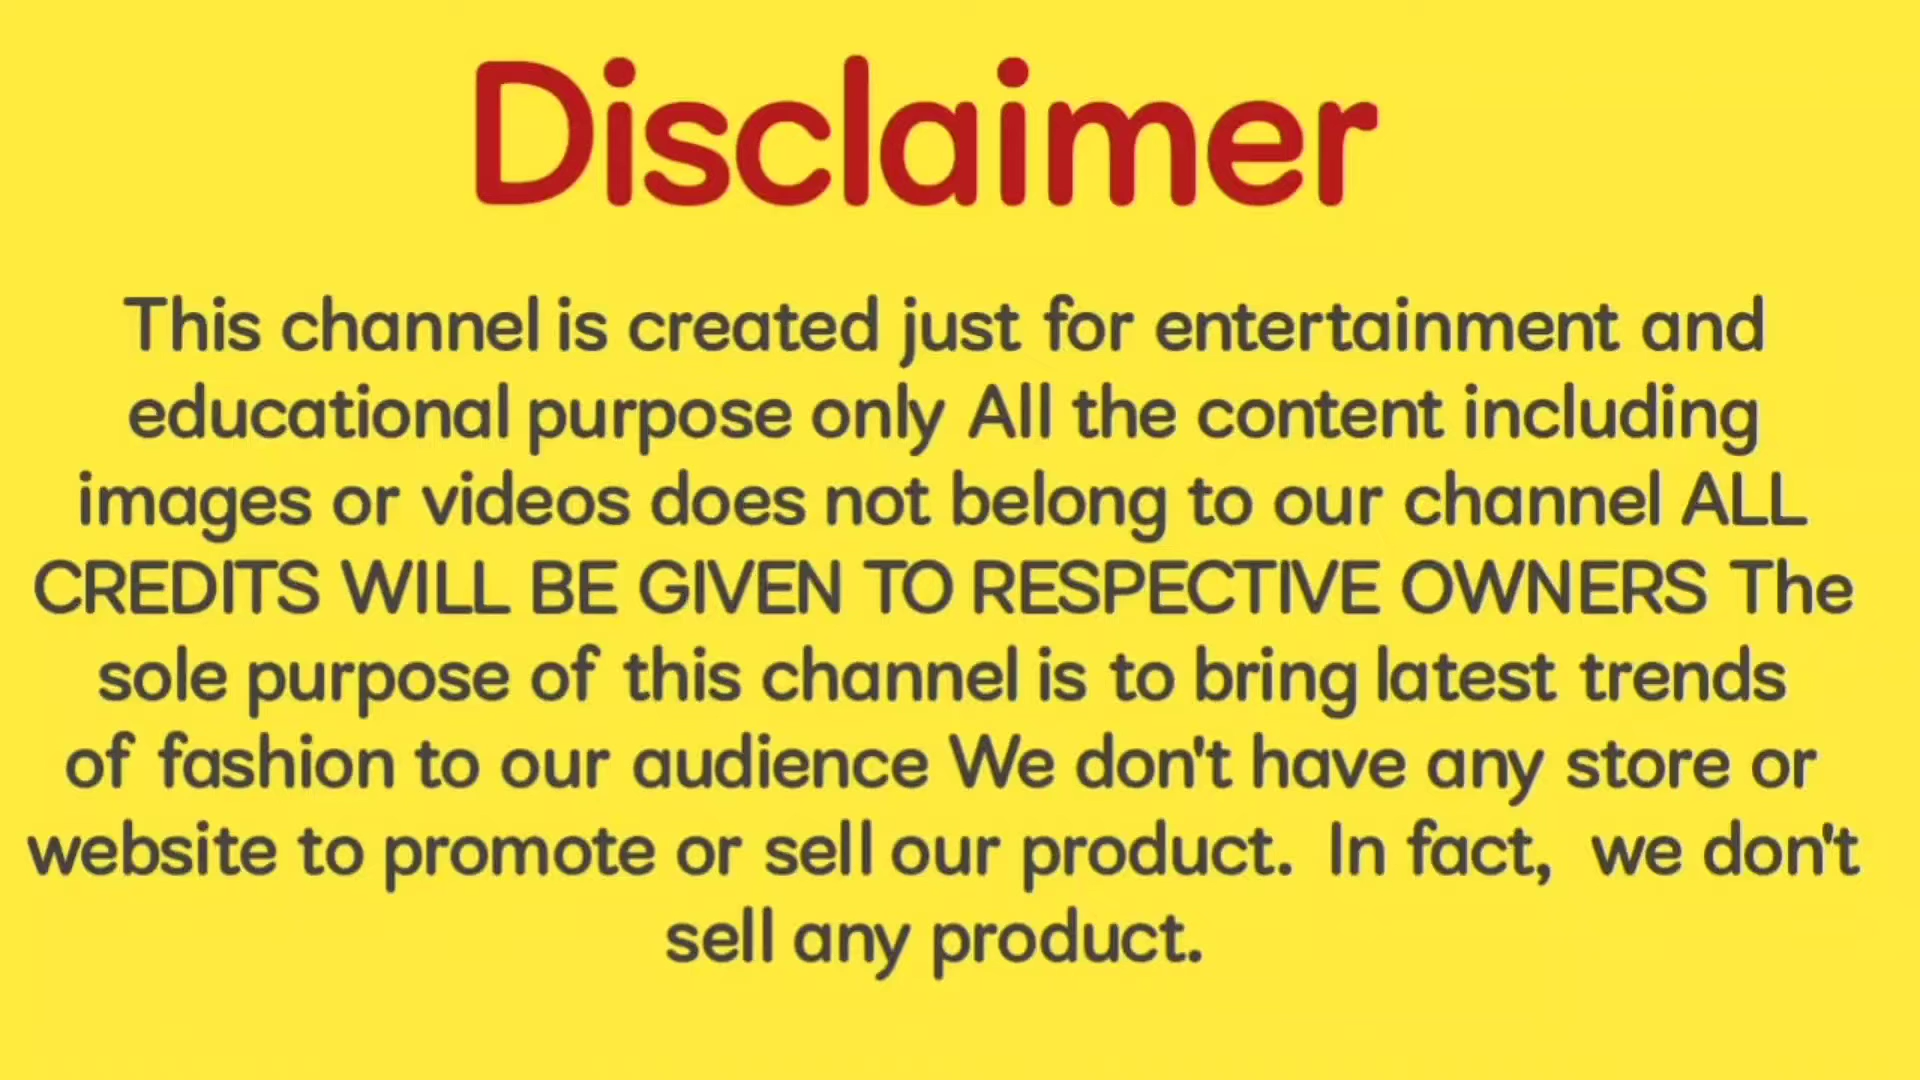 Disclaimer
This channel is created just for entertainment and
educational purpose only All the content including
images or videos does not belong to our channel ALL
CREDITS WILL BE GIVEN TO RESPECTIVE OWNERS The
sole purpose of this channel is to bring latest trends
of fashion to our audience We don't have any store or
website to promote or sell our product. In fact, we don't
sell any product.